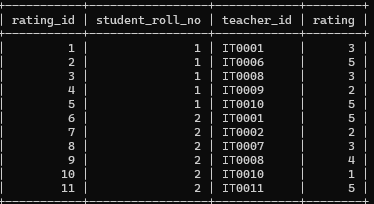 rating_id | student_roll_no | teacher_id | rating
1 | 1 | IT0001 | 3
2 | 1 | IT0006 | 5
3 | 1 | IT0008 | 3
4 | 1 | IT0009 | 2
5 | 1 | IT0010 | 5
6 | 2 | IT0001 | 5
7 | 2 | IT0002 | 2
8 | 2 | IT0007 | 3
9 | 2 | IT0008 | 4
10 | 2 | IT0010 | 1
11 | 2 | IT0011 | 5